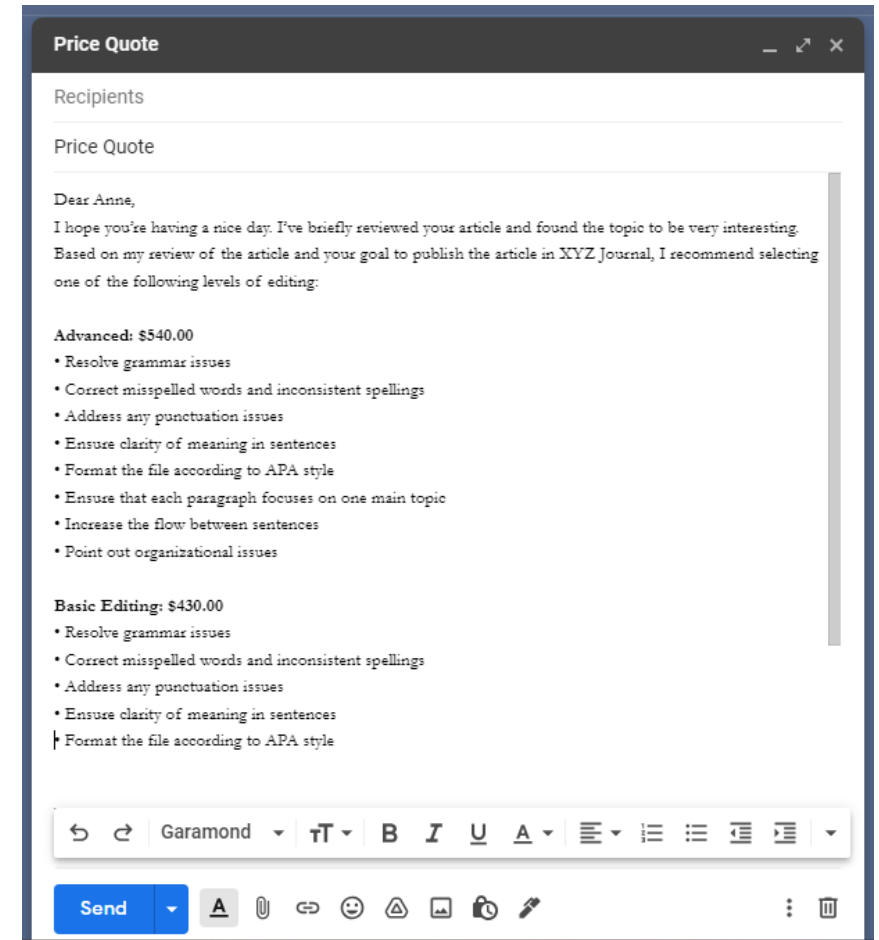 Price Quote
Recipients
Price Quote
Dear Anne,
I hope you're having a nice day. I've briefly reviewed your article and found the topic to be very interesting.
Based on my review of the article and your goal to publish the article in XYZ Journal, I recommend selecting
one of the following levels of editing:
Advanced: $540.00
• Resolve grammar issues
• Correct misspelled words and inconsistent spellings
• Address any punctuation issues
• Ensure clarity of meaning in sentences
• Format the file according to APA style
• Ensure that each paragraph focuses on one main topic
• Increase the flow between sentences
• Point out organizational issues
Basic Editing: $430.00
• Resolve grammar issues
• Correct misspelled words and inconsistent spellings
• Address any punctuation issues
• Ensure clarity of meaning in sentences
• Format the file according to APA style
Garamond
Send